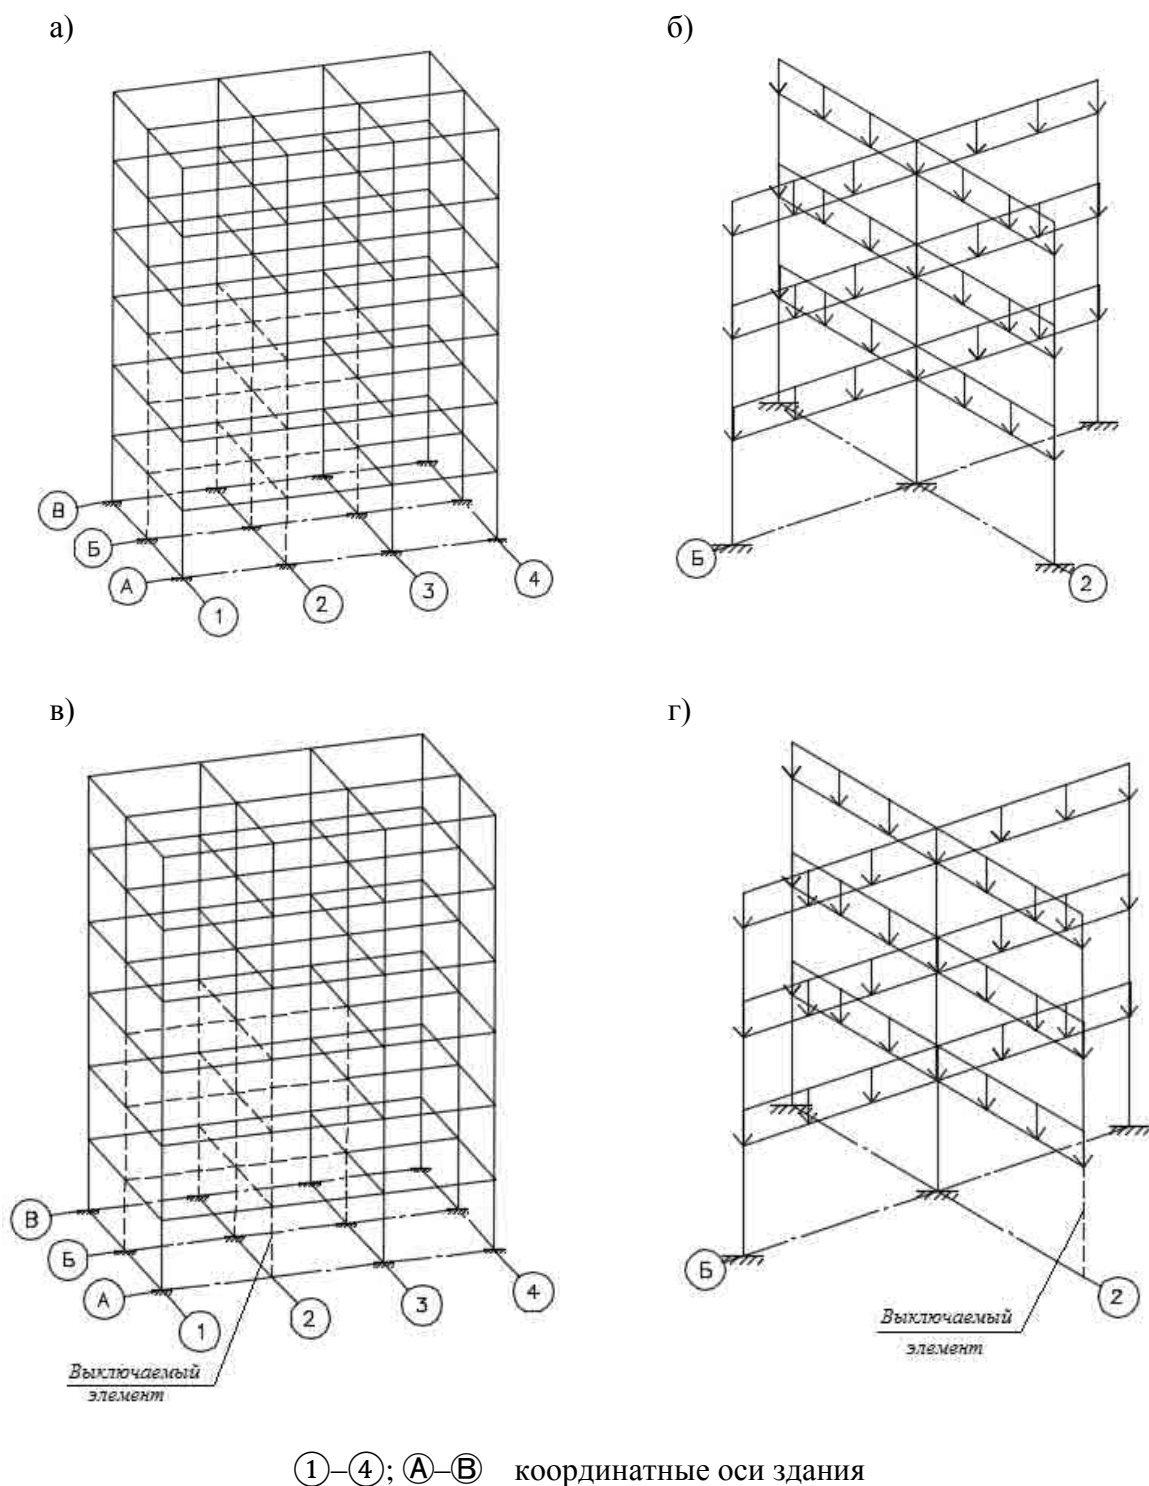 а)
б)
В
Б
А
1
2
3
4
Б
2
в)
г)
В
Б
А
1
2
3
4
Выключаемый
элемент
Б
2
Выключаемый
элемент
①–④; Ⓐ–Ⓑ координатные оси здания